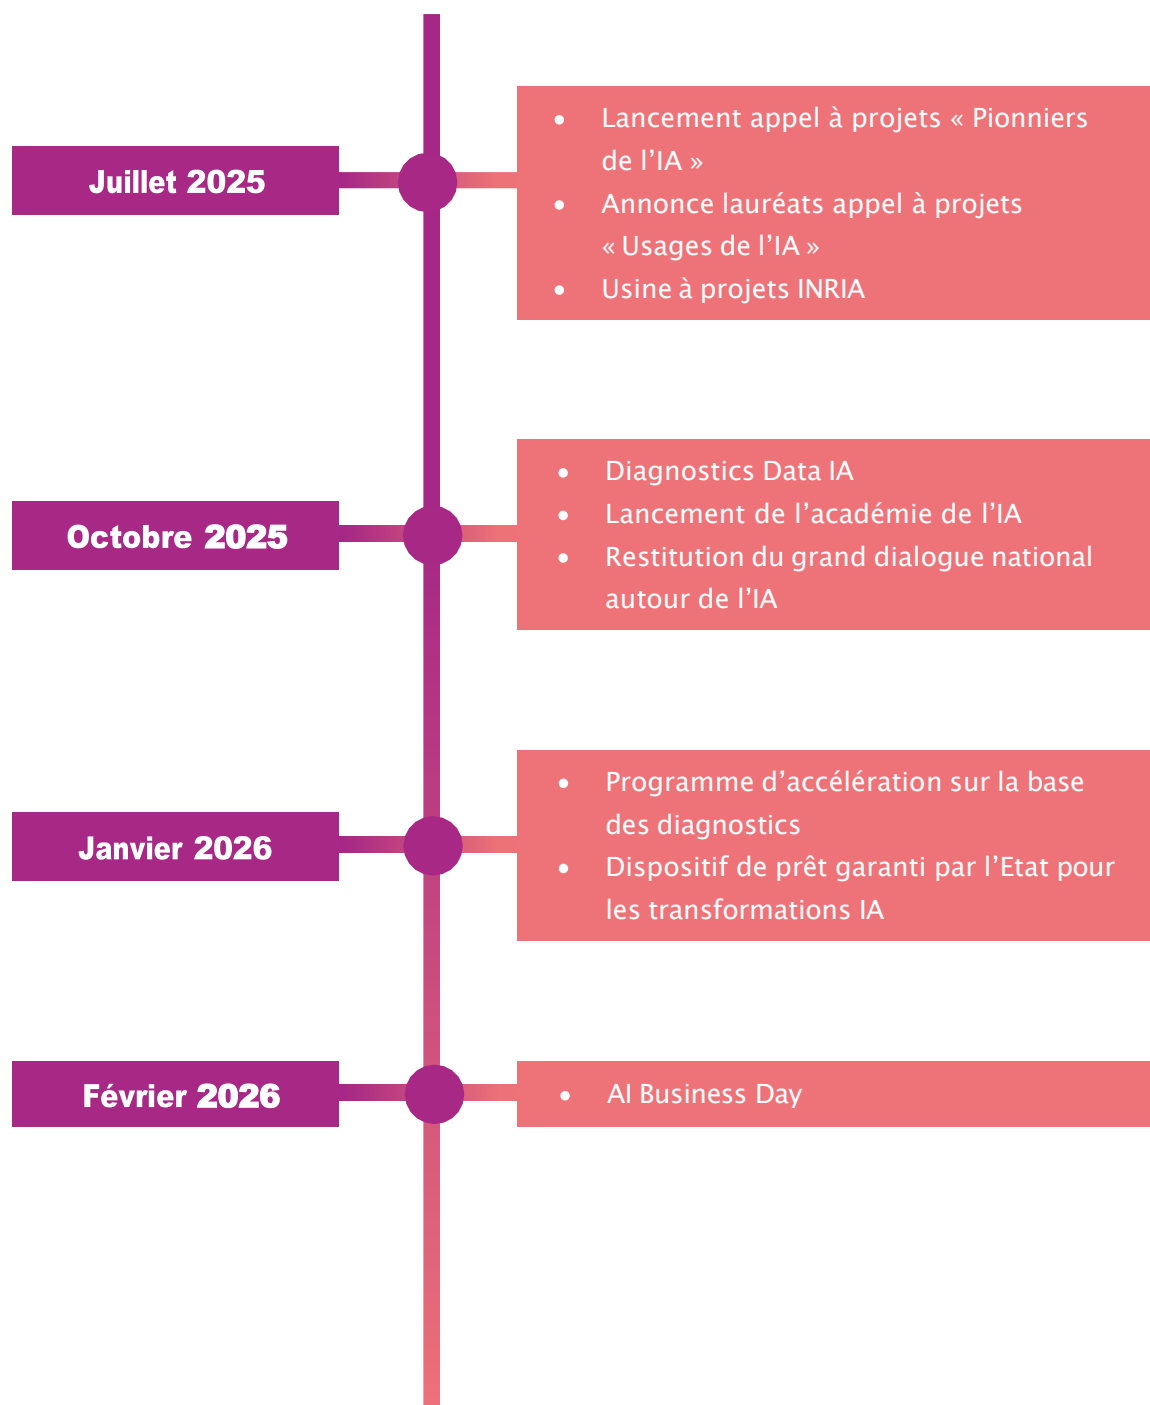 Juillet 2025
• Lancement appel à projets « Pionniers
de l’IA »
• Annonce lauréats appel à projets
« Usages de l’IA »
• Usine à projets INRIA
Octobre 2025
• Diagnostics Data IA
• Lancement de l’académie de l’IA
• Restitution du grand dialogue national
autour de l’IA
Janvier 2026
• Programme d’accélération sur la base
des diagnostics
• Dispositif de prêt garanti par l’Etat pour
les transformations IA
Février 2026
• AI Business Day